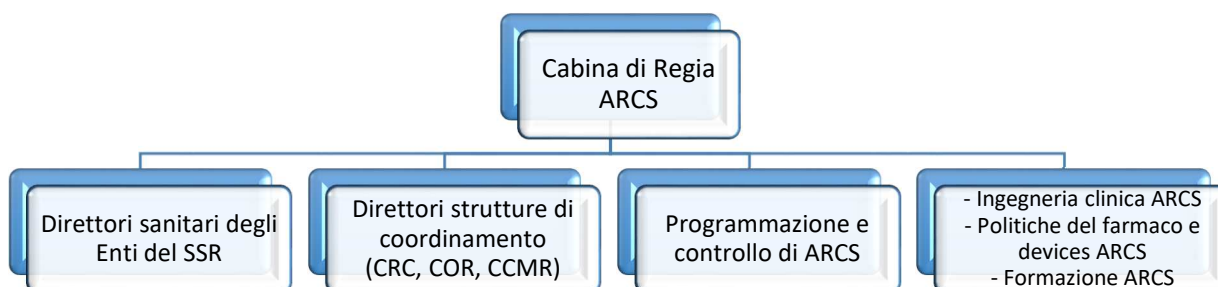 Cabina di Regia
ARCS
Direttori sanitari degli
Enti del SSR
Direttori strutture di
coordinamento
(CRC, COR, CCMR)
Programmazione e
controllo di ARCS
- Ingegneria clinica ARCS
- Politiche del farmaco e
devices ARCS
- Formazione ARCS